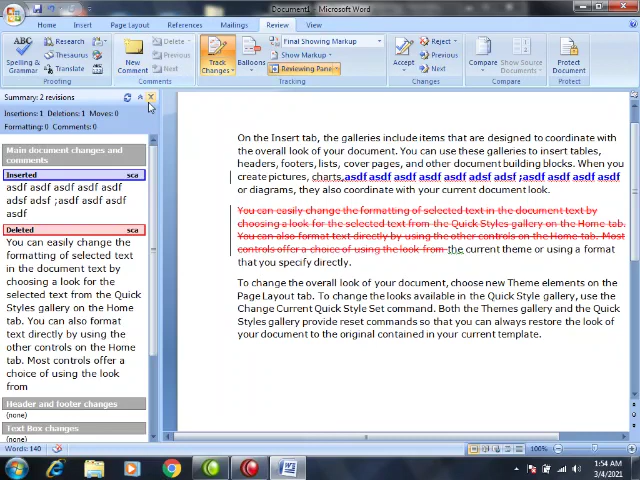 Document1 - Microsoft Word
Home Insert Page Layout References Mailings Review View
ABC Spelling & Grammar Research Thesaurus Proofing
New Comment Delete Previous Next Comments
Track Changes Balloons Final Showing Markup Show Markup Reviewing Pane Tracking
Accept Reject Previous Next Changes
Compare Show Source Documents Compare
Protect Document Protect
Summary: 2 revisions
Insertions: 1 Deletions: 1 Moves: 0
Formatting: 0 Comments: 0
Main document changes and
comments
Inserted sca
asdf asdf asdf asdf asdf
adsf adsf ;asdf asdf asdf
asdf
Deleted sca
You can easily change the
formatting of selected text
in the document text by
choosing a look for the
selected text from the Quick
Styles gallery on the Home
tab. You can also format
text directly by using the
other controls on the Home
tab. Most controls offer a
choice of using the look
from
Header and footer changes
(none)
Text Box changes
(none)
On the Insert tab, the galleries include items that are designed to coordinate with
the overall look of your document. You can use these galleries to insert tables,
headers, footers, lists, cover pages, and other document building blocks. When you
create pictures, charts,asdf asdf asdf asdf asdf adsf adsf ;asdf asdf asdf asdf
or diagrams, they also coordinate with your current document look.
You can easily change the formatting of selected text in the document text by
choosing a look for the selected text from the Quick Styles gallery on the Home tab.
You can also format text directly by using the other controls on the Home tab. Most
controls offer a choice of using the look from the current theme or using a format
that you specify directly.
To change the overall look of your document, choose new Theme elements on the
Page Layout tab. To change the looks available in the Quick Style gallery, use the
Change Current Quick Style Set command. Both the Themes gallery and the Quick
Styles gallery provide reset commands so that you can always restore the look of
your document to the original contained in your current template.
Words: 140
100%
1:54 AM
3/4/2021